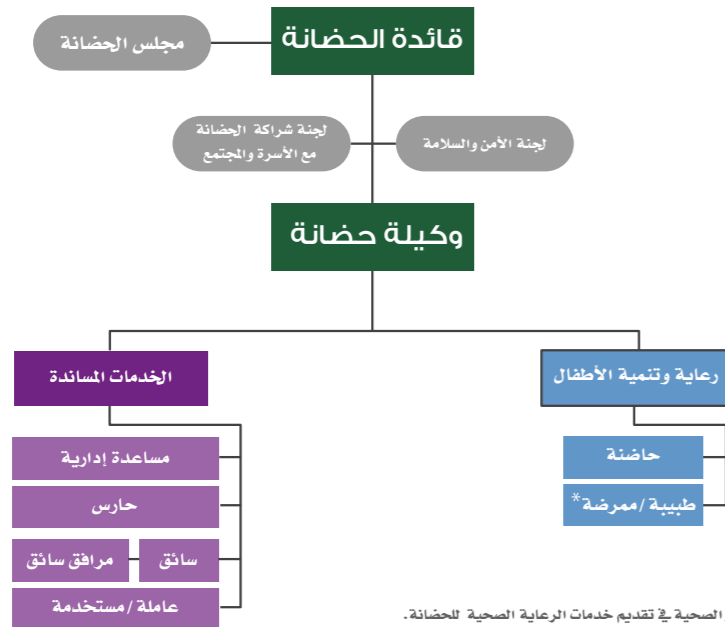 قائدة الحضانة
مجلس الحضانة
لجنة الأمن والسلامة
لجنة شراكة الحضانة
مع الأسرة والمجتمع
وكيلة حضانة
رعاية وتنمية الأطفال
حاضنة
طبيبة / ممرضة*
الخدمات المساندة
مساعدة إدارية
حارس
سائق
مرافق سائق
عاملة / مستخدمة
الصحية في تقديم خدمات الرعاية الصحية للحضانة.